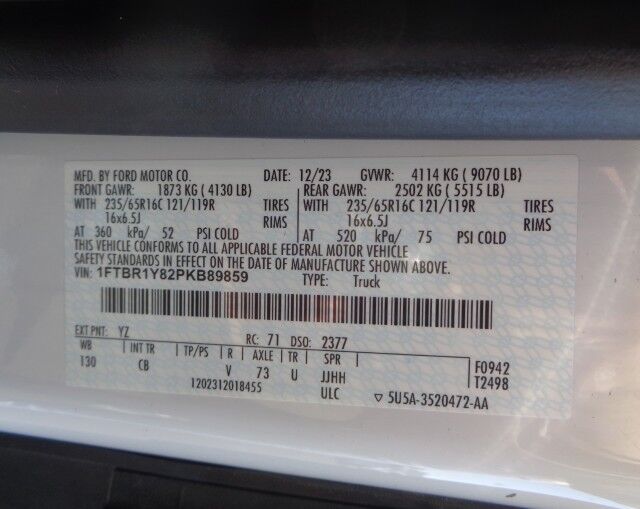 MFD. BY FORD MOTOR CO. DATE: 12/23 GVWR: 4114 KG ( 9070 LB)
FRONT GAWR: 1873 KG ( 4130 LB) REAR GAWR: 2502 KG ( 5515 LB)
WITH 235/65R16C 121/119R TIRES WITH 235/65R16C 121/119R TIRES
16x6.5J RIMS 16x6.5J RIMS
AT 360 kPa/ 52 PSI COLD AT 520 kPa/ 75 PSI COLD
THIS VEHICLE CONFORMS TO ALL APPLICABLE FEDERAL MOTOR VEHICLE
SAFETY STANDARDS IN EFFECT ON THE DATE OF MANUFACTURE SHOWN ABOVE.
VIN: 1FTBR1Y82PKB89859 TYPE: Truck
EXT PNT: YZ RC: 71 DSO: 2377
WB INT TR TP/PS R AXLE TR SPR F0942
130 CB V 73 U JJHH T2498
1202312018455 ULC ▽ 5U5A-3520472-AA